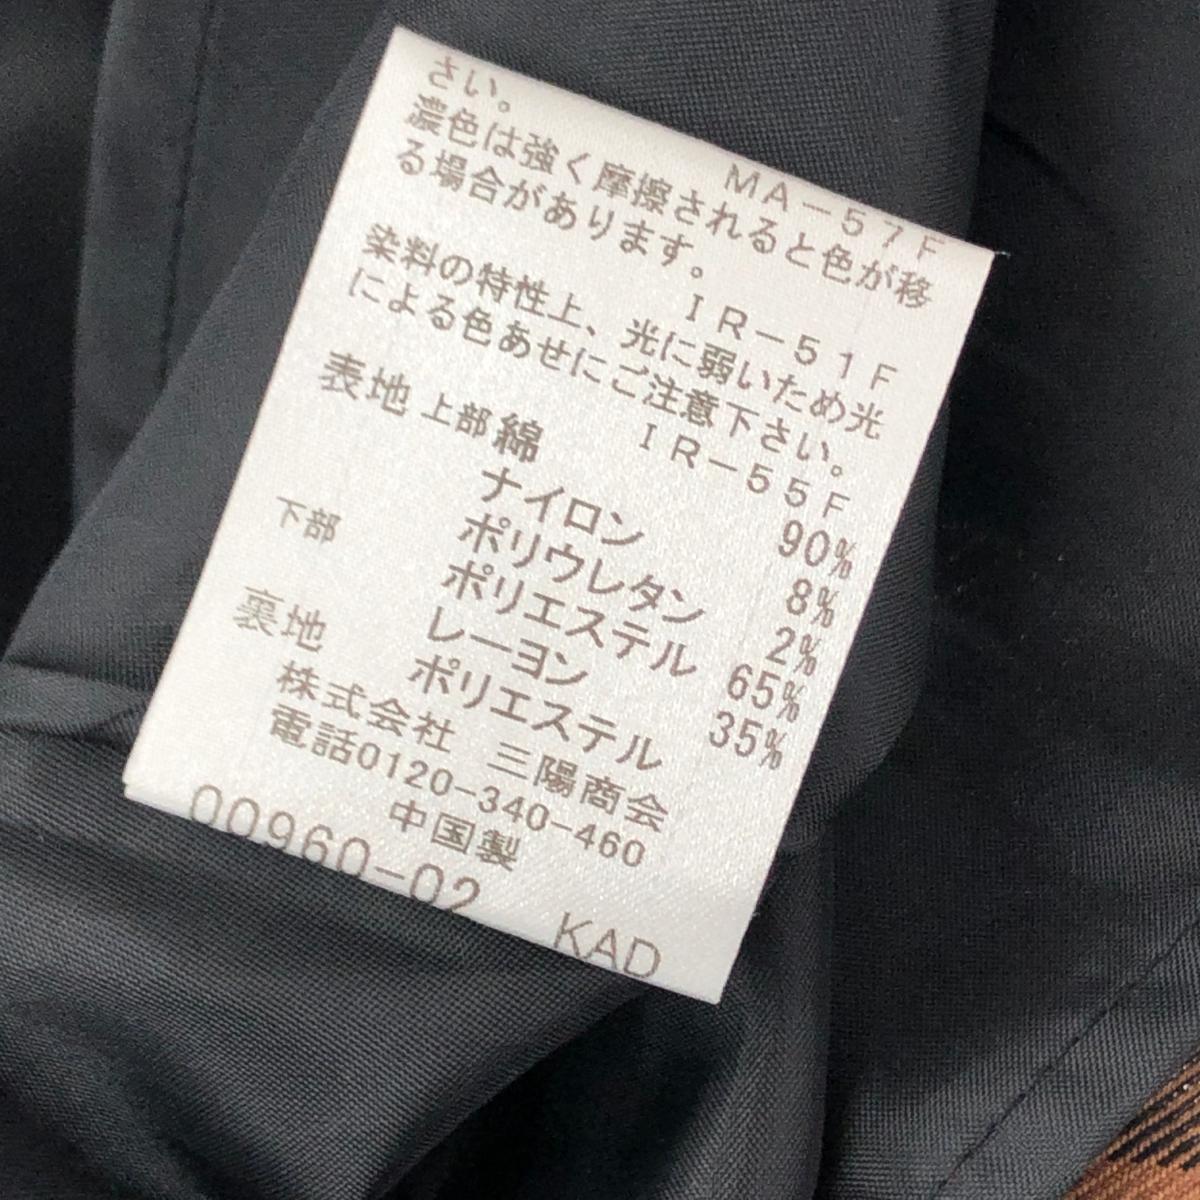 さい。
MA-57F
濃色は強く摩擦されると色が移
る場合があります。
IR-51F
染料の特性上、光に弱いため光
による色あせにご注意下さい。
IR-55F
表地 上部 綿 90%
ナイロン 8%
ポリウレタン 2%
下部 ポリエステル 65%
レーヨン 35%
裏地 ポリエステル
株式会社 三陽商会
電話0120-340-460
中国製
00960-02 KAD